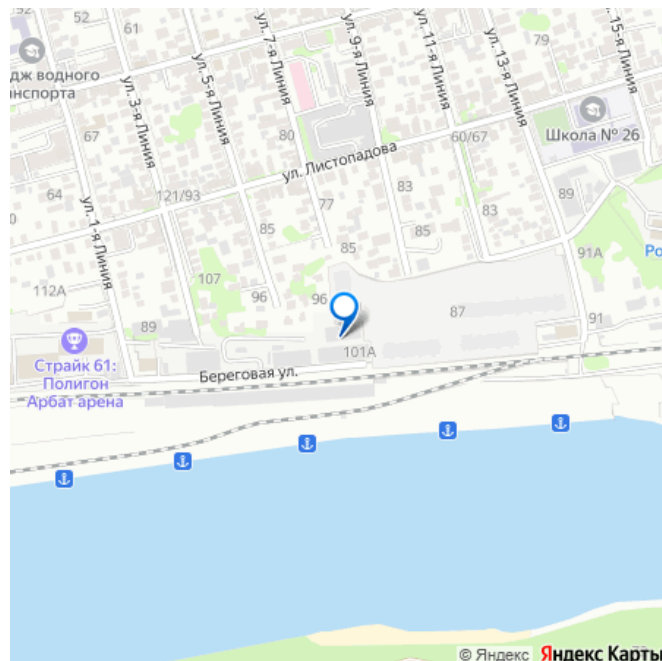 52
52
61
дж водного
нспорта
ул. 7-я Линия
ул. 9-я Линия
ул. 11-я Линия
ул. 13-я Линия
ул. 15-я Линия
79
ул. 5-я Линия
ул. 3-я Линия
67
80
60/67
Школа № 26
ул. Листопадова
64
121/93
77
83
89
83
ул. 1-я Линия
85
85
91А
Ро
107
112А
96
96
89
87
91
101А
Страйк 61:
Полигон
Арбат арена
Береговая ул.
© Яндекс Яндекс Карты